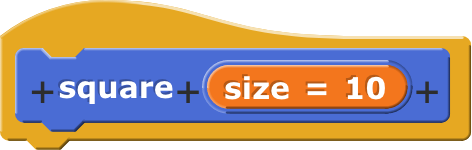 + square + size = 10 +